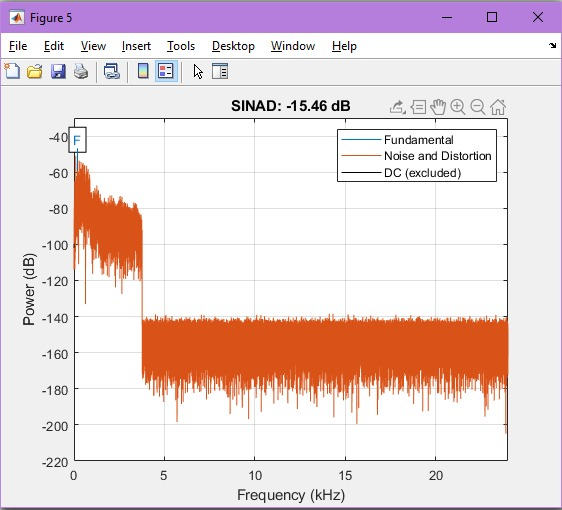 Figure 5
File Edit View Insert Tools Desktop Window Help
SINAD: -15.46 dB
F
Fundamental
Noise and Distortion
DC (excluded)
Power (dB)
-40
-60
-80
-100
-120
-140
-160
-180
-200
-220
0 5 10 15 20
Frequency (kHz)